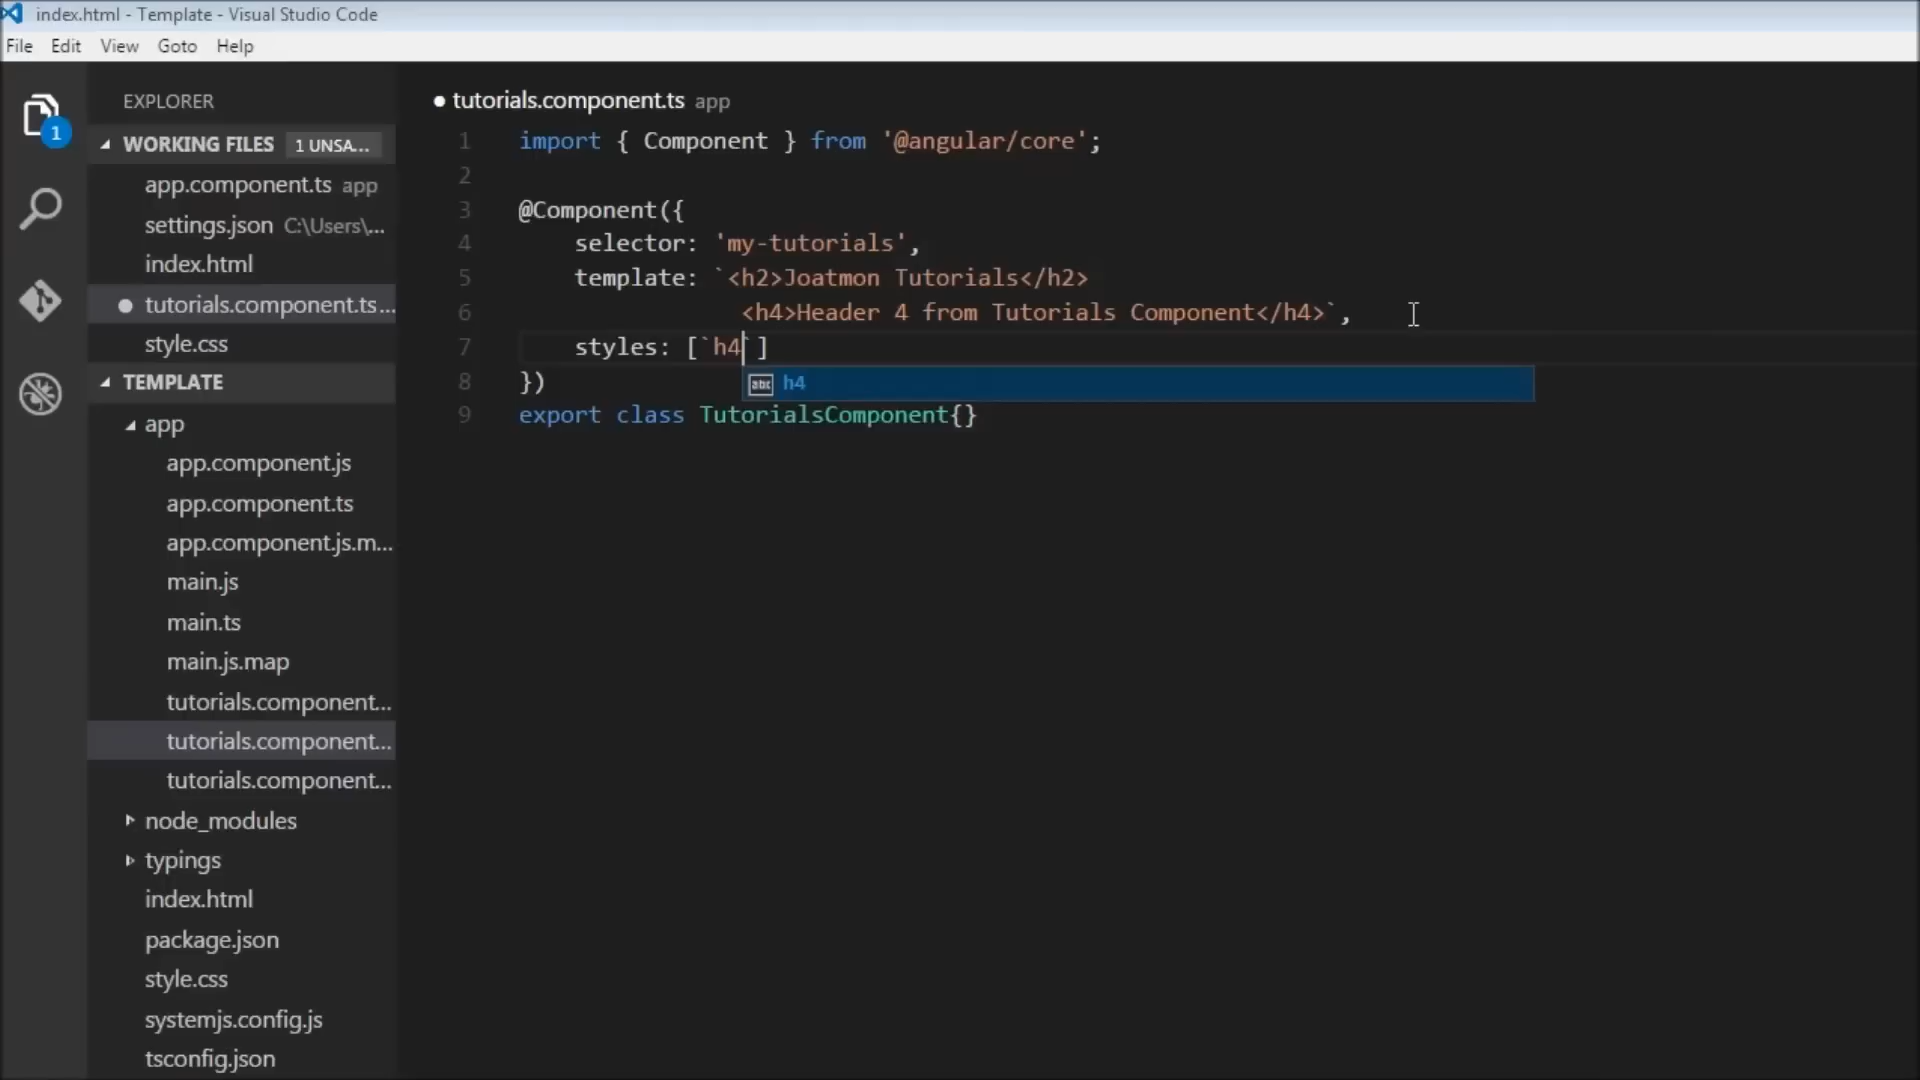 index.html - Template - Visual Studio Code
File Edit View Goto Help
EXPLORER
WORKING FILES 1 UNSA...
app.component.ts app
settings.json C:\Users\...
index.html
tutorials.component.ts...
style.css
TEMPLATE
app
app.component.js
app.component.ts
app.component.js.m...
main.js
main.ts
main.js.map
tutorials.component...
tutorials.component...
tutorials.component...
node_modules
typings
index.html
package.json
style.css
systemjs.config.js
tsconfig.json
1
tutorials.component.ts app
1 import { Component } from '@angular/core';
2
3 @Component({
4 selector: 'my-tutorials',
5 template: `<h2>Joatmon Tutorials</h2>
6 <h4>Header 4 from Tutorials Component</h4>`,
7 styles: [`h4`]
abc h4
8 })
9 export class TutorialsComponent{}